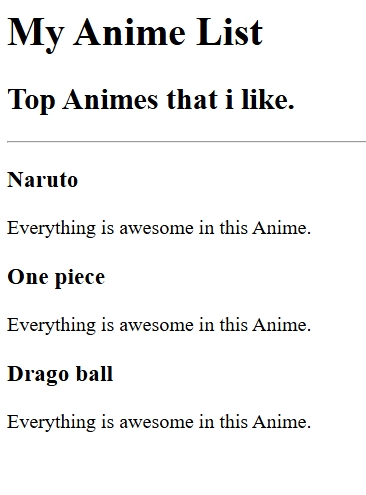 My Anime List
Top Animes that i like.
Naruto
Everything is awesome in this Anime.
One piece
Everything is awesome in this Anime.
Drago ball
Everything is awesome in this Anime.